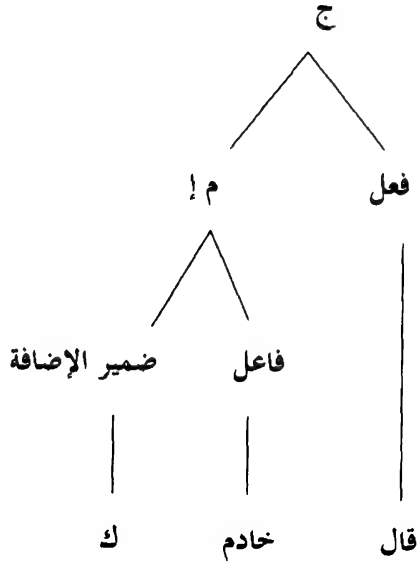 ج
فعل م إ
فاعل ضمير الإضافة
قال خادم ك